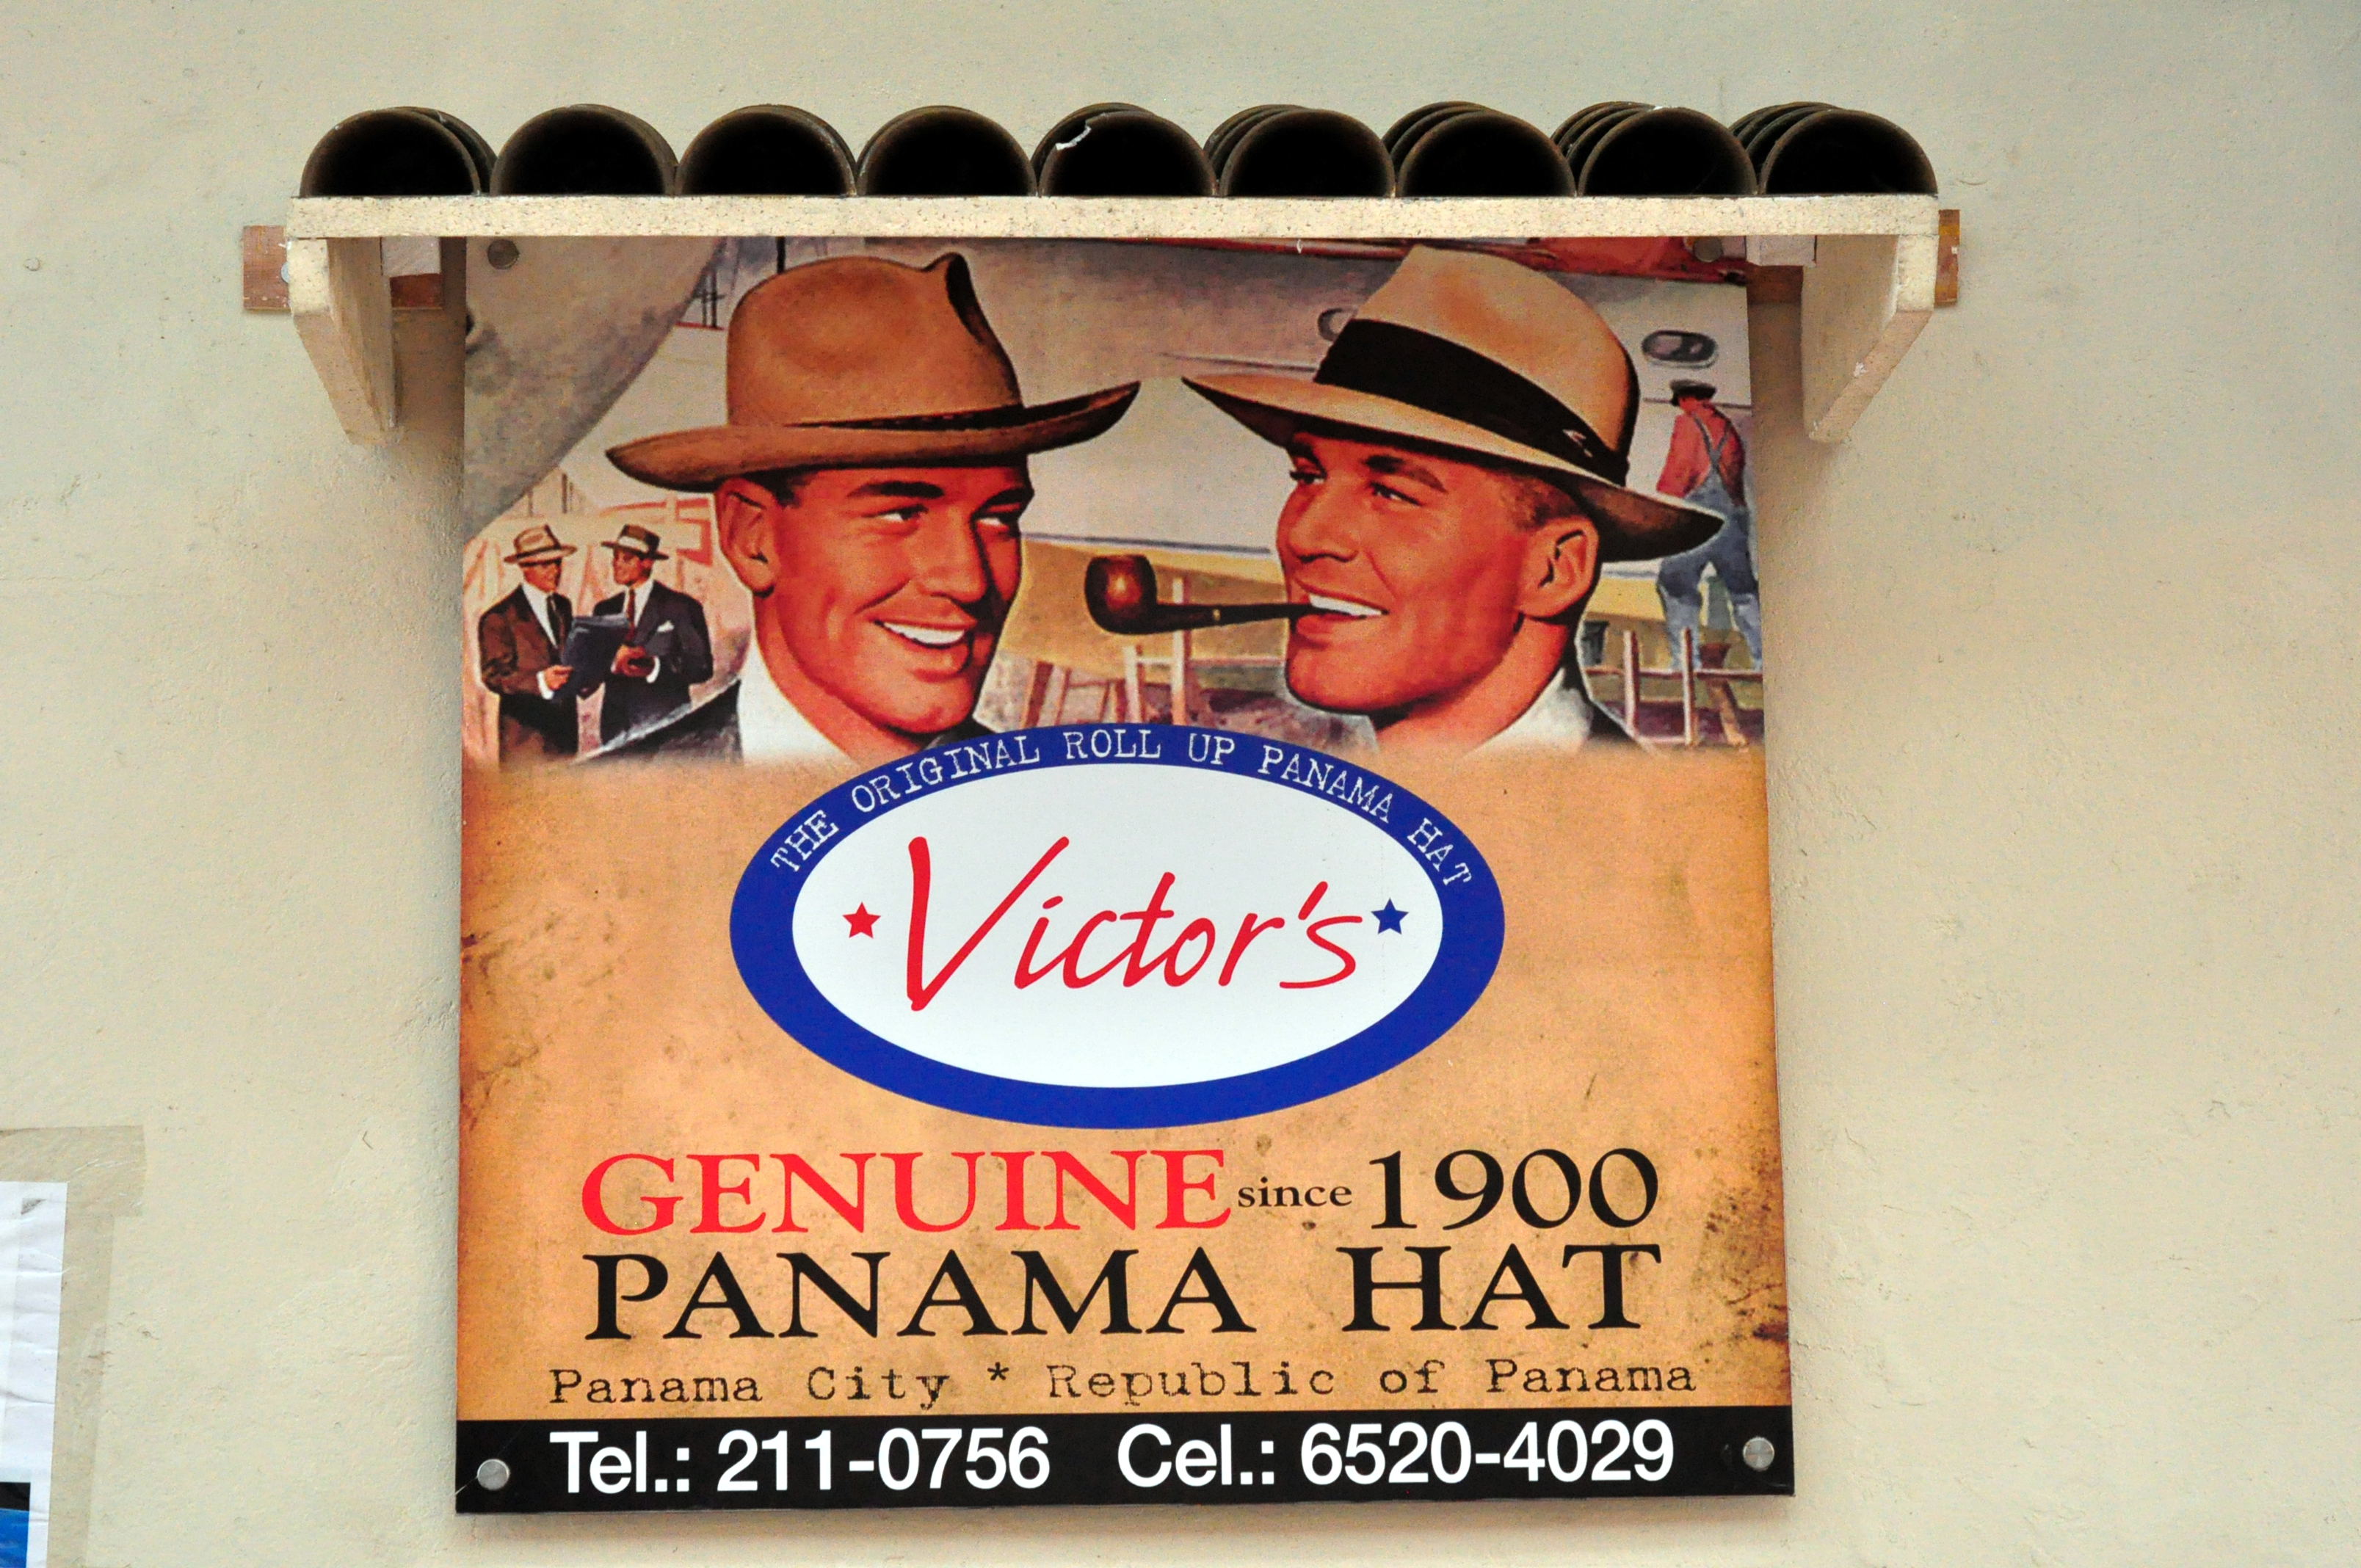 THE ORIGINAL ROLL UP PANAMA HAT
Victor's
GENUINE since 1900
PANAMA HAT
Panama City * Republic of Panama
Tel.: 211-0756 Cel.: 6520-4029